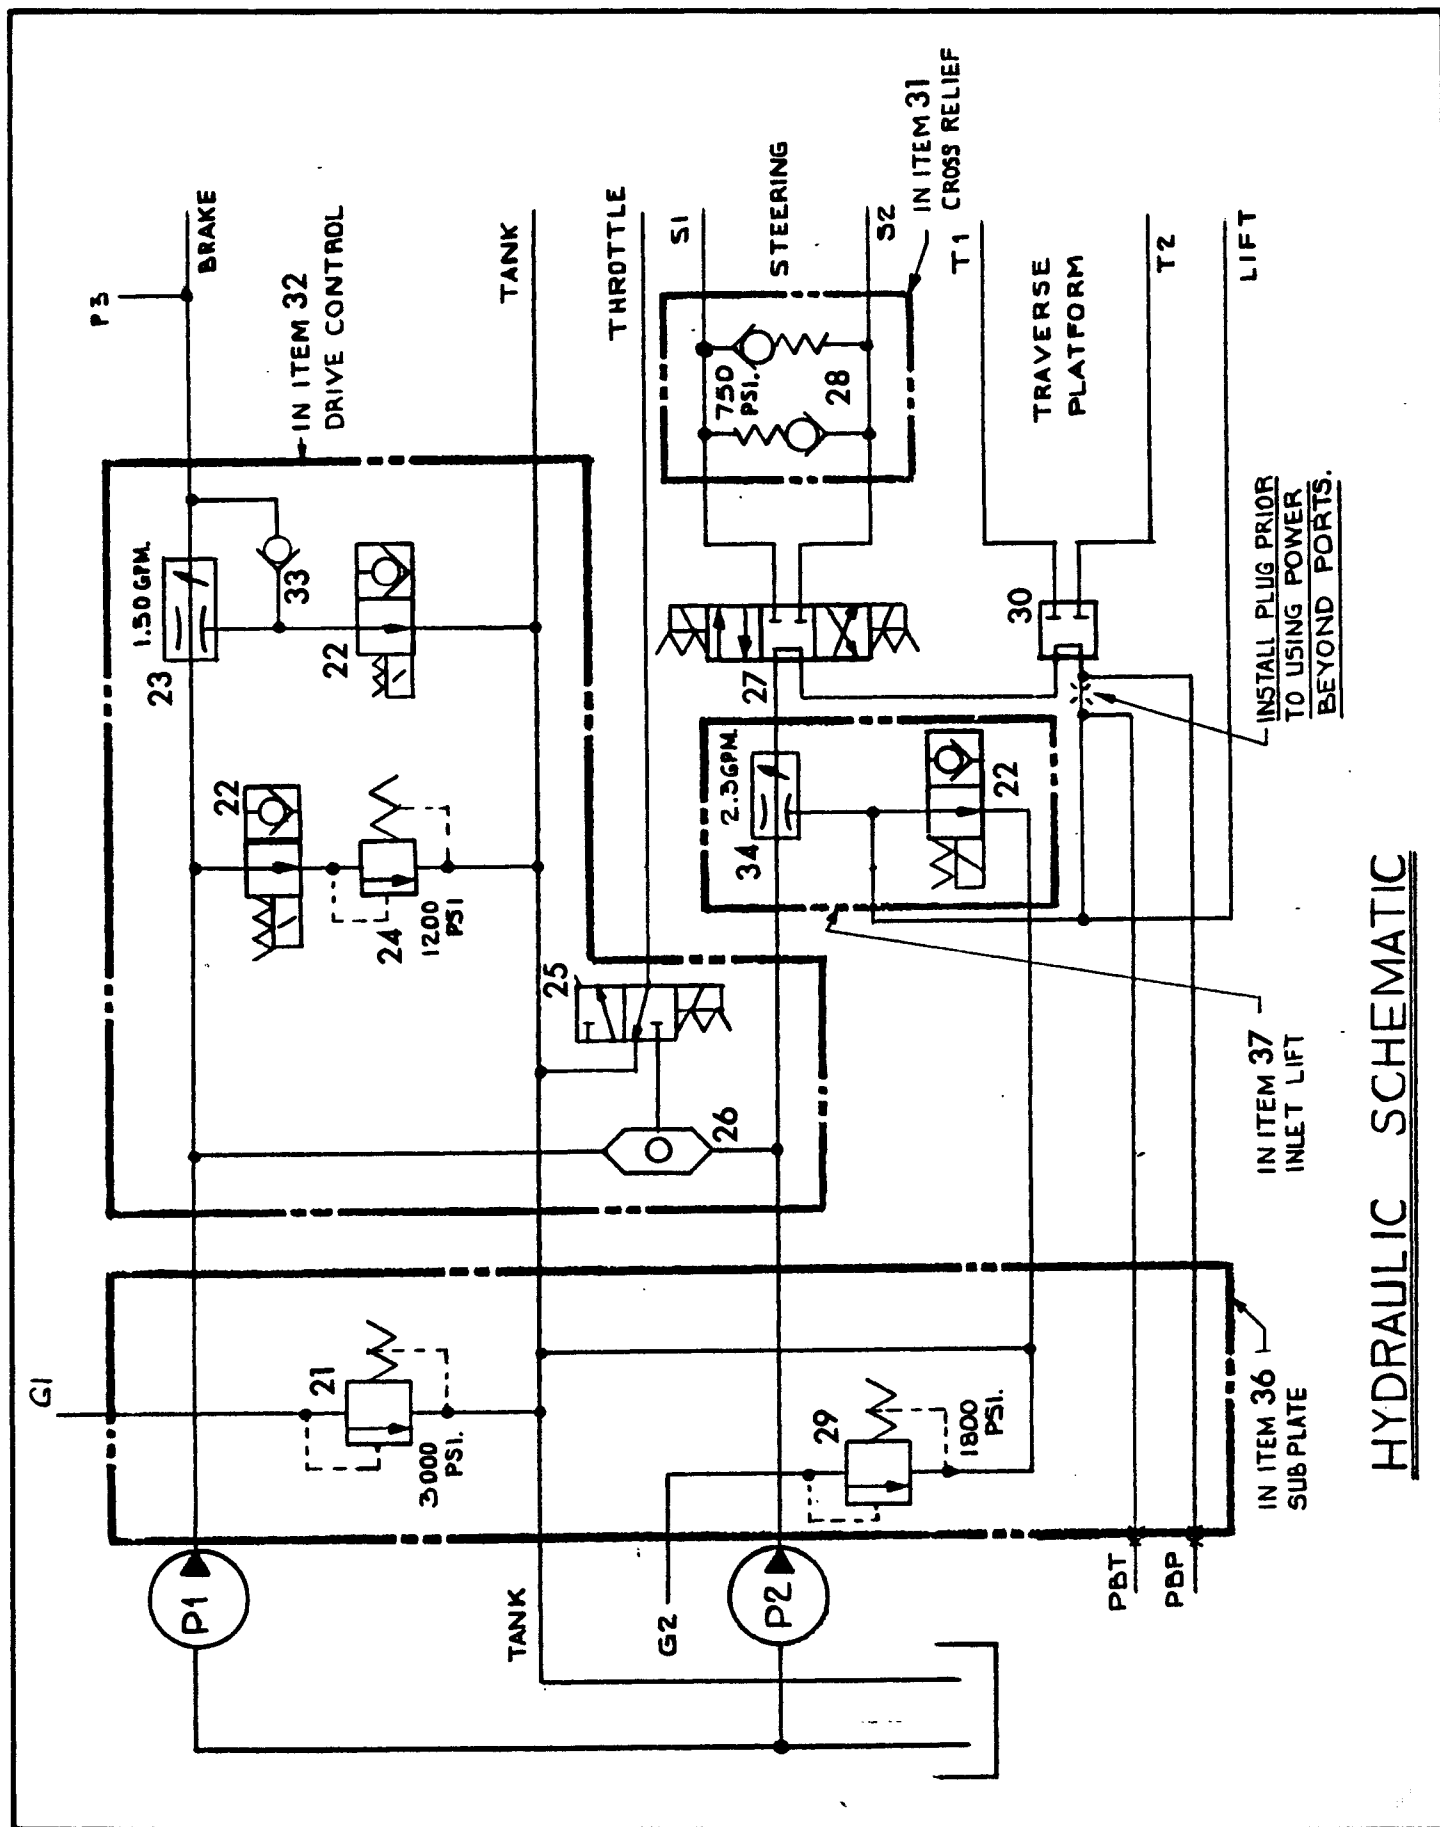 G1
P3
BRAKE
IN ITEM 32
DRIVE CONTROL
TANK
THROTTLE
S1
STEERING
S2
IN ITEM 31
CROSS RELIEF
T1
TRAVERSE
PLATFORM
T2
LIFT
1.50 GPM.
23
33
22
22
24
1200
PSI
25
26
21
3000
PSI.
P1
TANK
G2
P2
29
1800
PSI.
2.3GPM.
34
22
27
750
PSI.
28
30
INSTALL PLUG PRIOR
TO USING POWER
BEYOND PORTS.
IN ITEM 37
INLET LIFT
IN ITEM 36
SUB PLATE
PBT
PBP
HYDRAULIC SCHEMATIC